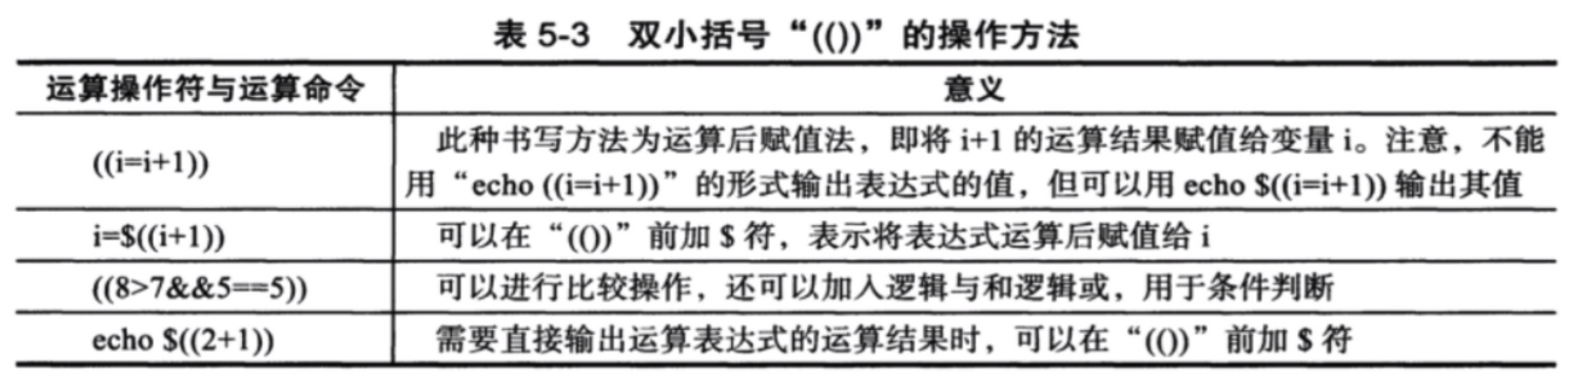 表 5-3 双小括号“(())”的操作方法
运算操作符与运算命令 意义
((i=i+1)) 此种书写方法为运算后赋值法，即将 i+1 的运算结果赋值给变量 i。注意，不能
用“echo ((i=i+1))”的形式输出表达式的值，但可以用 echo $((i=i+1)) 输出其值
i=$((i+1)) 可以在“(())”前加 $ 符，表示将表达式运算后赋值给 i
((8>7&&5==5)) 可以进行比较操作，还可以加入逻辑与和逻辑或，用于条件判断
echo $((2+1)) 需要直接输出运算表达式的运算结果时，可以在“(())”前加 $ 符